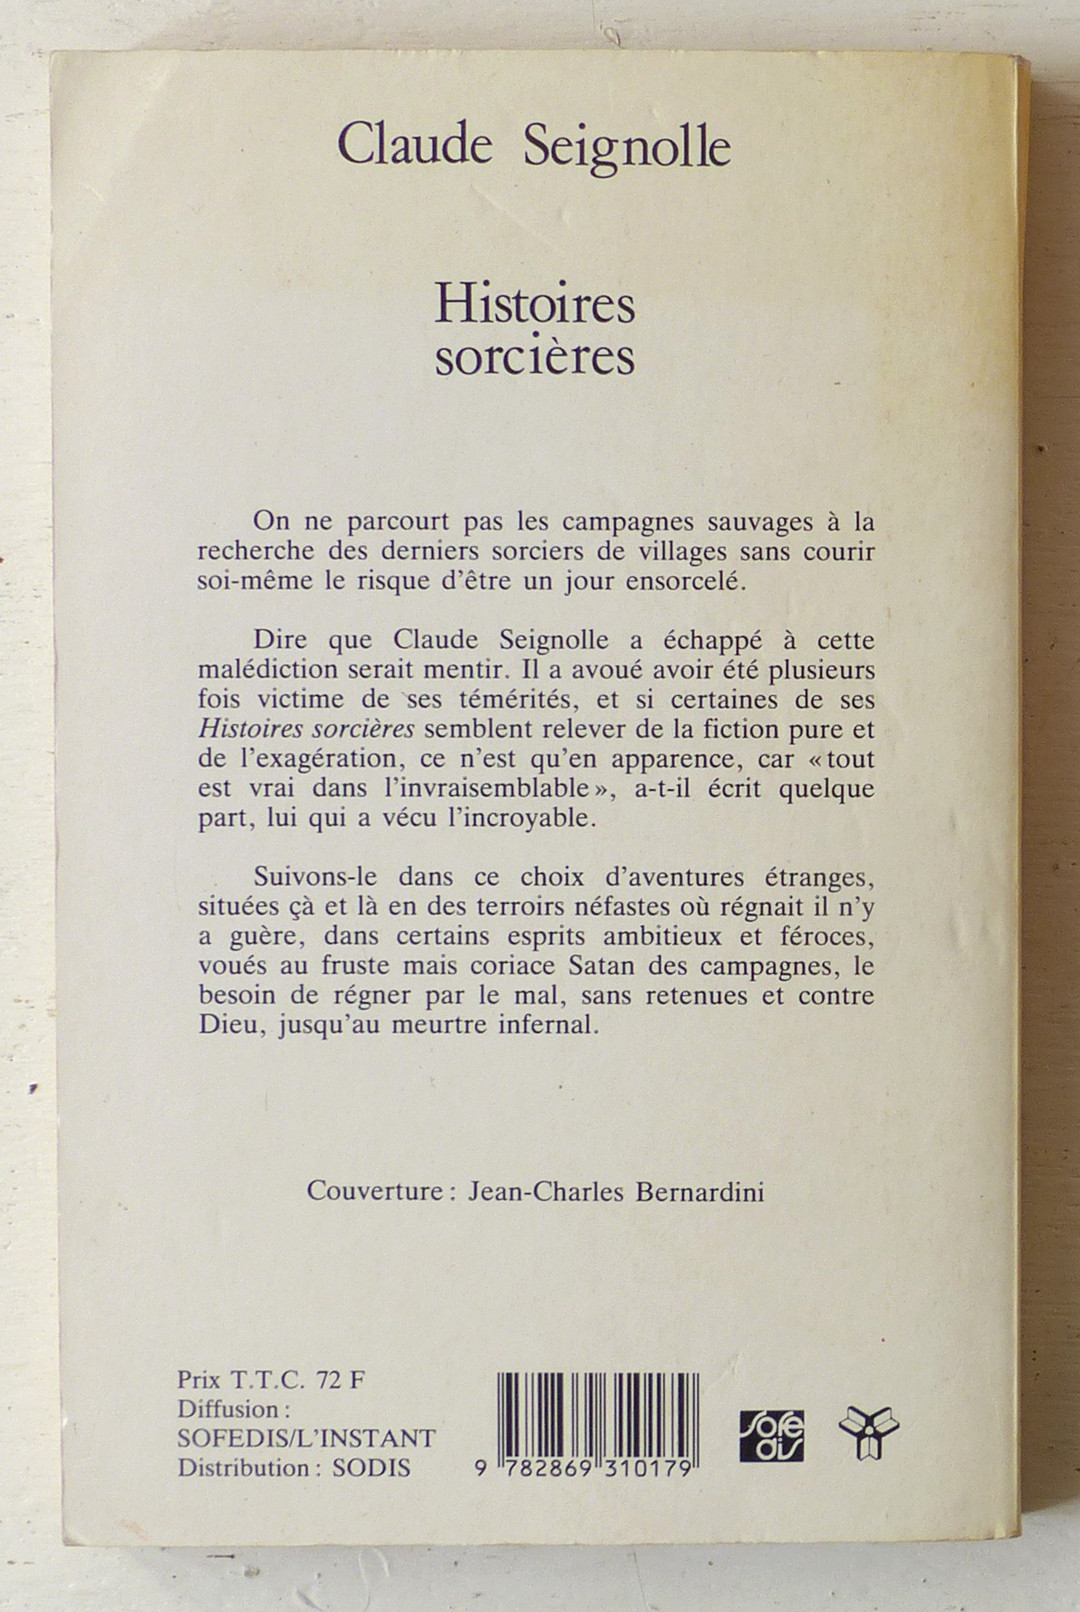 Claude Seignolle
Histoires
sorcières
On ne parcourt pas les campagnes sauvages à la
recherche des derniers sorciers de villages sans courir
soi-même le risque d'être un jour ensorcelé.
Dire que Claude Seignolle a échappé à cette
malédiction serait mentir. Il a avoué avoir été plusieurs
fois victime de ses témérités, et si certaines de ses
Histoires sorcières semblent relever de la fiction pure et
de l'exagération, ce n'est qu'en apparence, car «tout
est vrai dans l'invraisemblable», a-t-il écrit quelque
part, lui qui a vécu l'incroyable.
Suivons-le dans ce choix d'aventures étranges,
situées çà et là en des terroirs néfastes où régnait il n'y
a guère, dans certains esprits ambitieux et féroces,
voués au fruste mais coriace Satan des campagnes, le
besoin de régner par le mal, sans retenues et contre
Dieu, jusqu'au meurtre infernal.
Couverture : Jean-Charles Bernardini
Prix T.T.C. 72 F
Diffusion :
SOFEDIS/L'INSTANT
Distribution : SODIS
9 782869 310179
sofe
dis